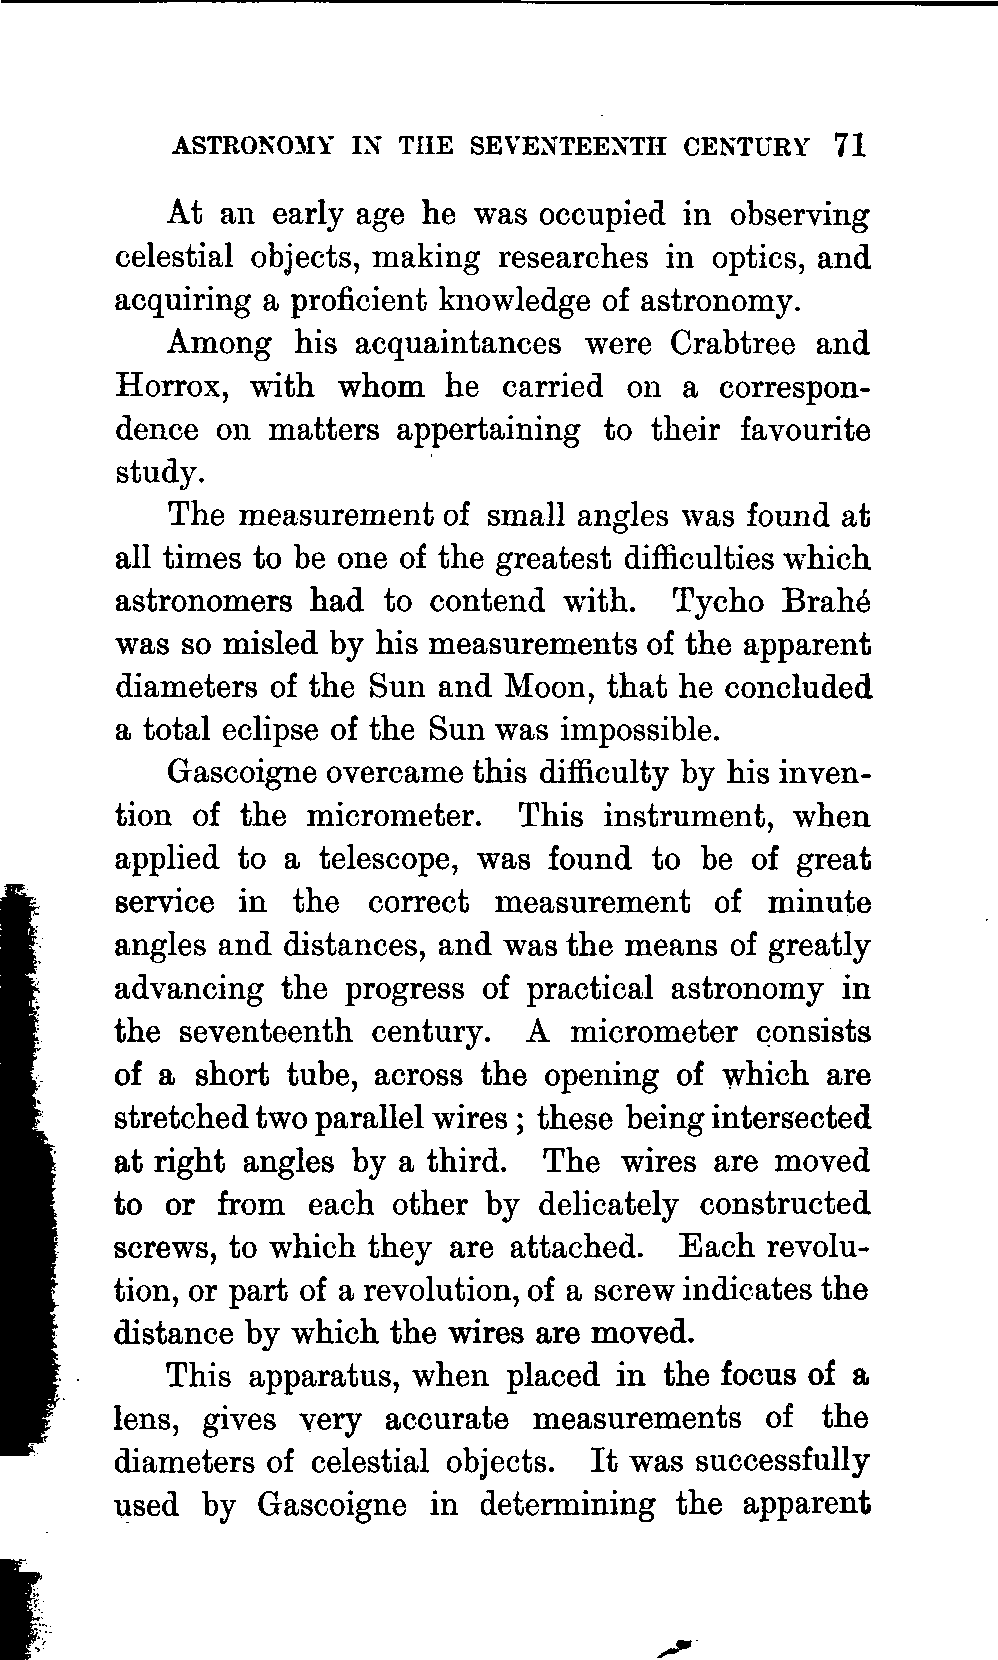 ASTRONOMY IN THE SEVENTEENTH CENTURY 71
At an early age he was occupied in observing
celestial objects, making researches in optics, and
acquiring a proficient knowledge of astronomy.
Among his acquaintances were Crabtree and
Horrox, with whom he carried on a correspon-
dence on matters appertaining to their favourite
study.
The measurement of small angles was found at
all times to be one of the greatest difficulties which
astronomers had to contend with. Tycho Brahé
was so misled by his measurements of the apparent
diameters of the Sun and Moon, that he concluded
a total eclipse of the Sun was impossible.
Gascoigne overcame this difficulty by his inven-
tion of the micrometer. This instrument, when
applied to a telescope, was found to be of great
service in the correct measurement of minute
angles and distances, and was the means of greatly
advancing the progress of practical astronomy in
the seventeenth century. A micrometer consists
of a short tube, across the opening of which are
stretched two parallel wires ; these being intersected
at right angles by a third. The wires are moved
to or from each other by delicately constructed
screws, to which they are attached. Each revolu-
tion, or part of a revolution, of a screw indicates the
distance by which the wires are moved.
This apparatus, when placed in the focus of a
lens, gives very accurate measurements of the
diameters of celestial objects. It was successfully
used by Gascoigne in determining the apparent